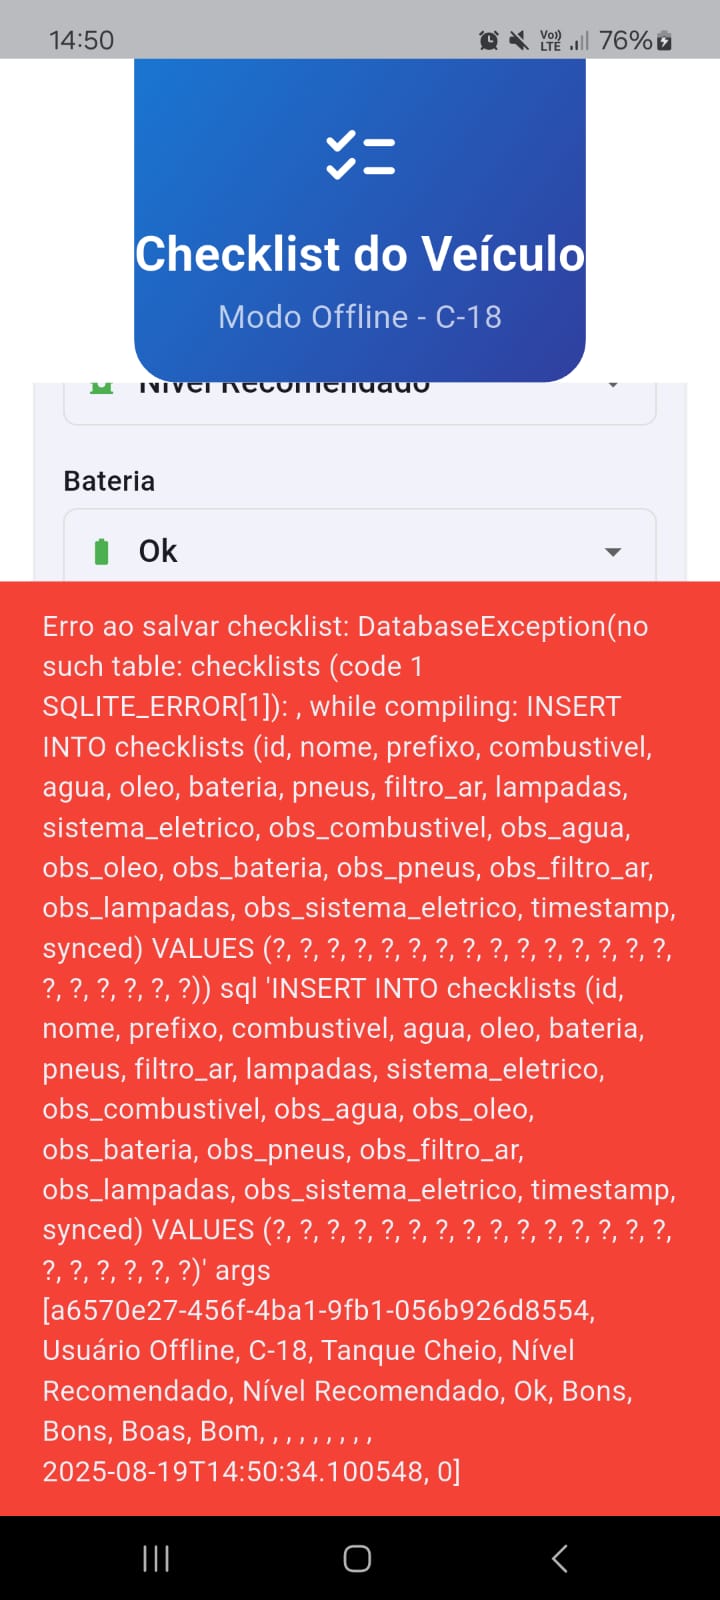 14:50
Vo)) LTE 76%
Checklist do Veículo
Modo Offline - C-18
Nível Recomendado
Bateria
Ok
Erro ao salvar checklist: DatabaseException(no
such table: checklists (code 1
SQLITE_ERROR[1]): , while compiling: INSERT
INTO checklists (id, nome, prefixo, combustivel,
agua, oleo, bateria, pneus, filtro_ar, lampadas,
sistema_eletrico, obs_combustivel, obs_agua,
obs_oleo, obs_bateria, obs_pneus, obs_filtro_ar,
obs_lampadas, obs_sistema_eletrico, timestamp,
synced) VALUES (?, ?, ?, ?, ?, ?, ?, ?, ?, ?, ?, ?, ?, ?, ?,
?, ?, ?, ?, ?, ?)) sql 'INSERT INTO checklists (id,
nome, prefixo, combustivel, agua, oleo, bateria,
pneus, filtro_ar, lampadas, sistema_eletrico,
obs_combustivel, obs_agua, obs_oleo,
obs_bateria, obs_pneus, obs_filtro_ar,
obs_lampadas, obs_sistema_eletrico, timestamp,
synced) VALUES (?, ?, ?, ?, ?, ?, ?, ?, ?, ?, ?, ?, ?, ?, ?,
?, ?, ?, ?, ?, ?)' args
[a6570e27-456f-4ba1-9fb1-056b926d8554,
Usuário Offline, C-18, Tanque Cheio, Nível
Recomendado, Nível Recomendado, Ok, Bons,
Bons, Boas, Bom, , , , , , , , ,
2025-08-19T14:50:34.100548, 0]